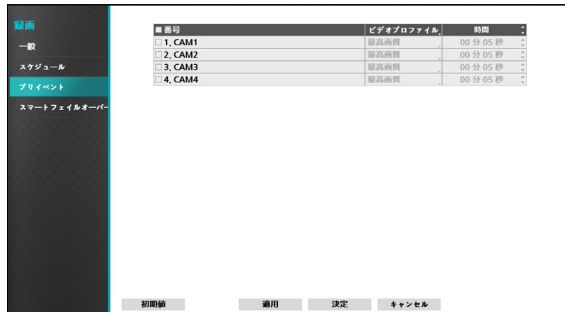 録画
一般
スケジュール
プリイベント
スマートフェイルオーバー
番号 ビデオプロファイル 時間
1, CAM1 最高画質 00 分 05 秒
2, CAM2 最高画質 00 分 05 秒
3, CAM3 最高画質 00 分 05 秒
4, CAM4 最高画質 00 分 05 秒
初期値 適用 決定 キャンセル